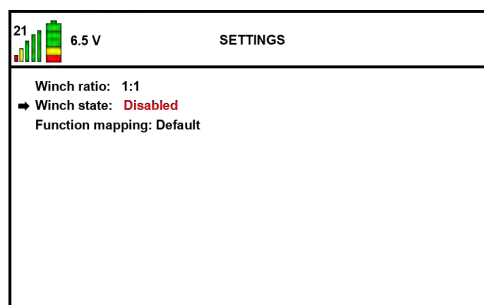 21
6.5 V
SETTINGS
Winch ratio: 1:1
Winch state: Disabled
Function mapping: Default